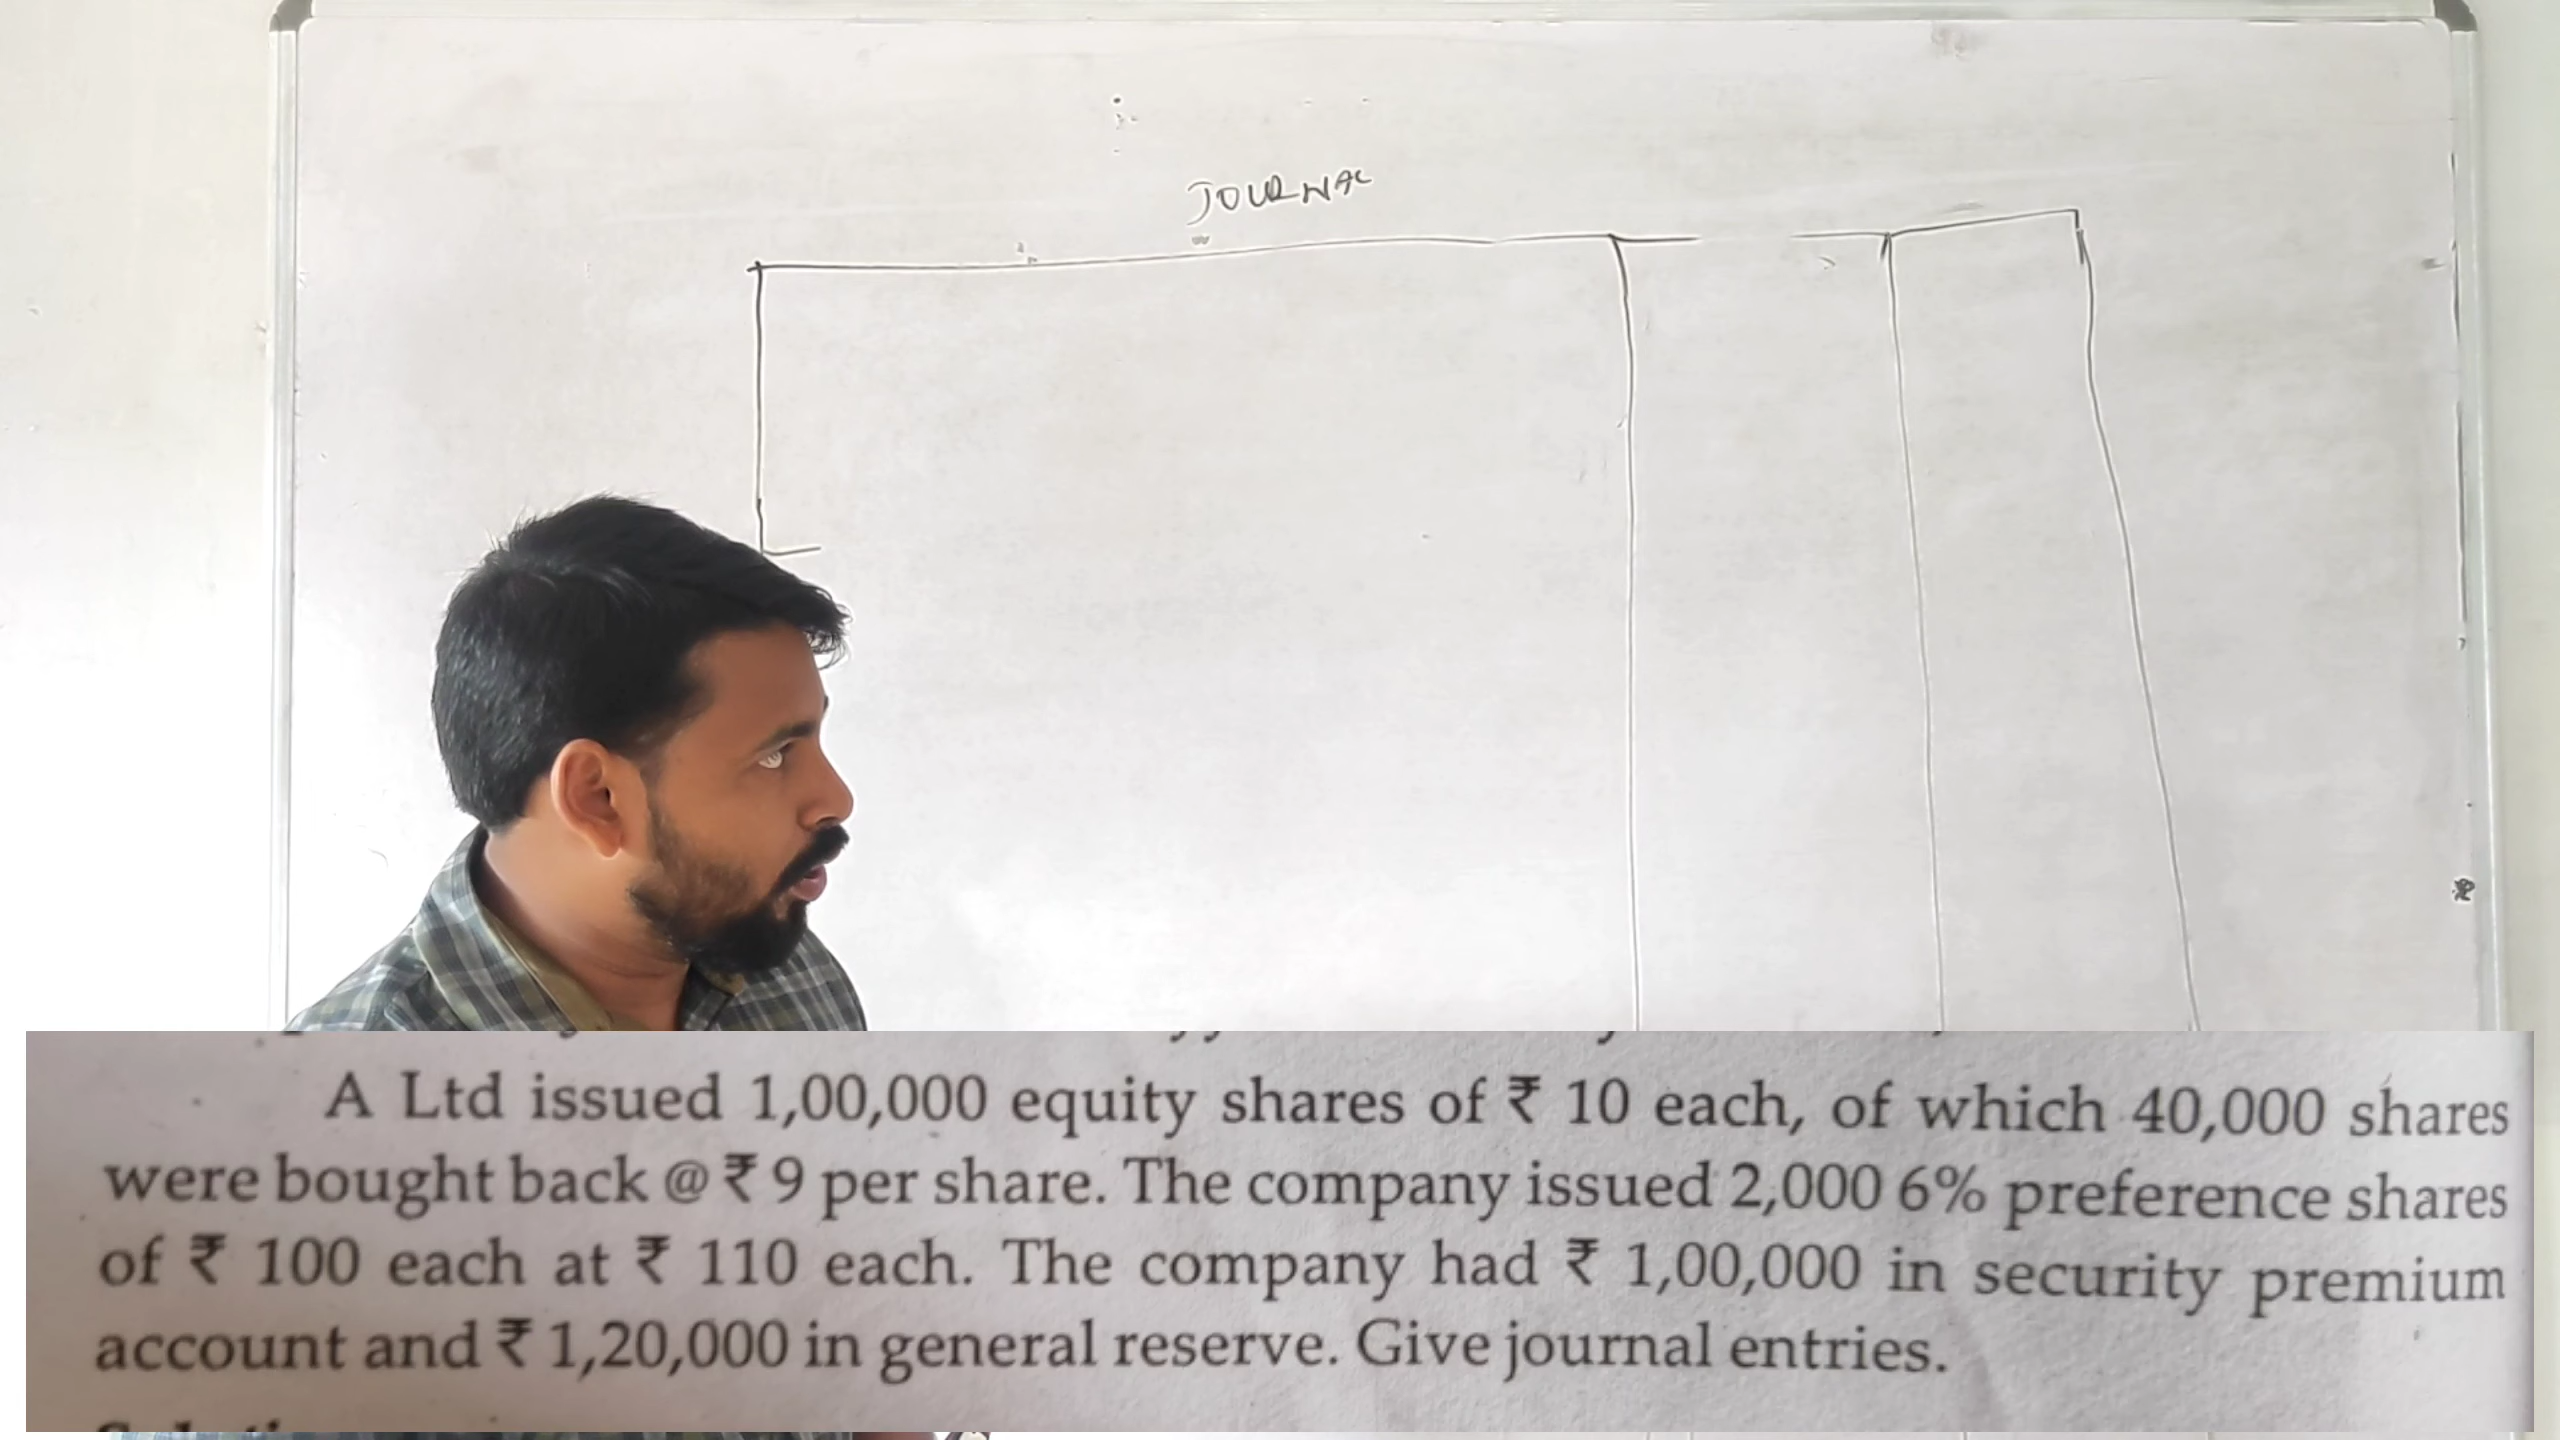 JOURNAL
A Ltd issued 1,00,000 equity shares of ₹ 10 each, of which 40,000 shares
were bought back @ ₹ 9 per share. The company issued 2,000 6% preference shares
of ₹ 100 each at ₹ 110 each. The company had ₹ 1,00,000 in security premium
account and ₹ 1,20,000 in general reserve. Give journal entries.